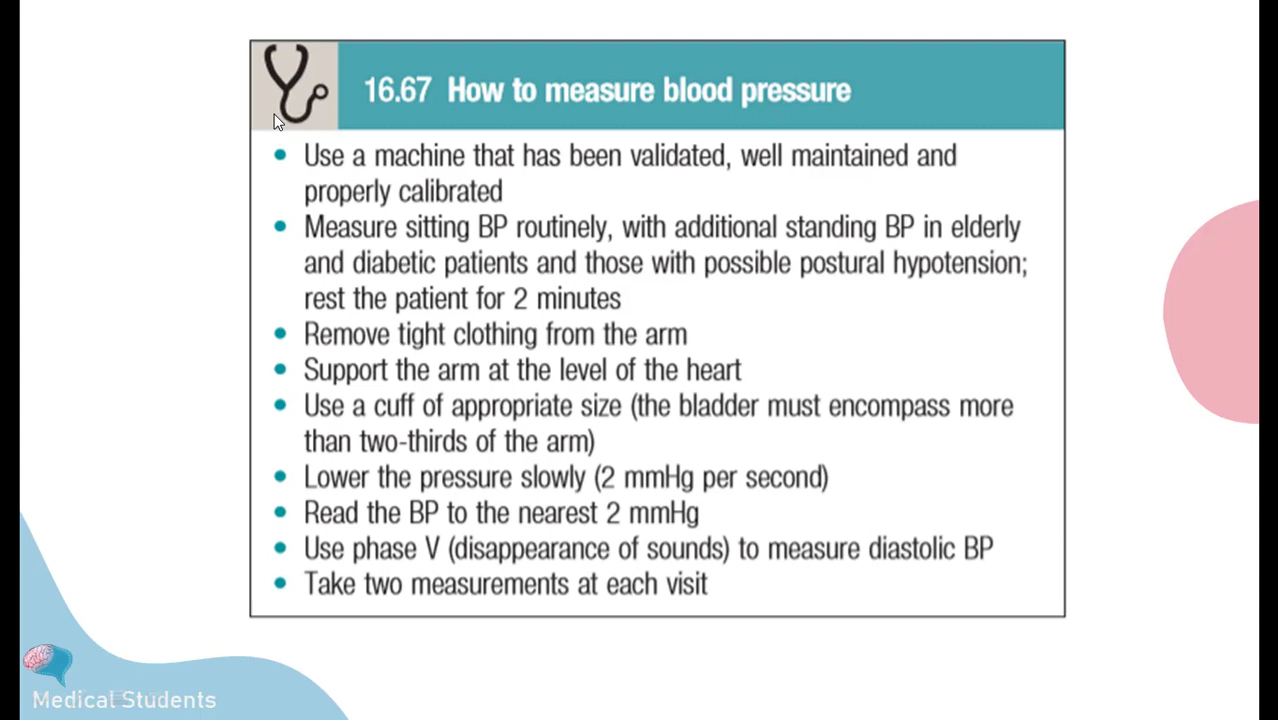 16.67 How to measure blood pressure
• Use a machine that has been validated, well maintained and
properly calibrated
• Measure sitting BP routinely, with additional standing BP in elderly
and diabetic patients and those with possible postural hypotension;
rest the patient for 2 minutes
• Remove tight clothing from the arm
• Support the arm at the level of the heart
• Use a cuff of appropriate size (the bladder must encompass more
than two-thirds of the arm)
• Lower the pressure slowly (2 mmHg per second)
• Read the BP to the nearest 2 mmHg
• Use phase V (disappearance of sounds) to measure diastolic BP
• Take two measurements at each visit
Medical Students